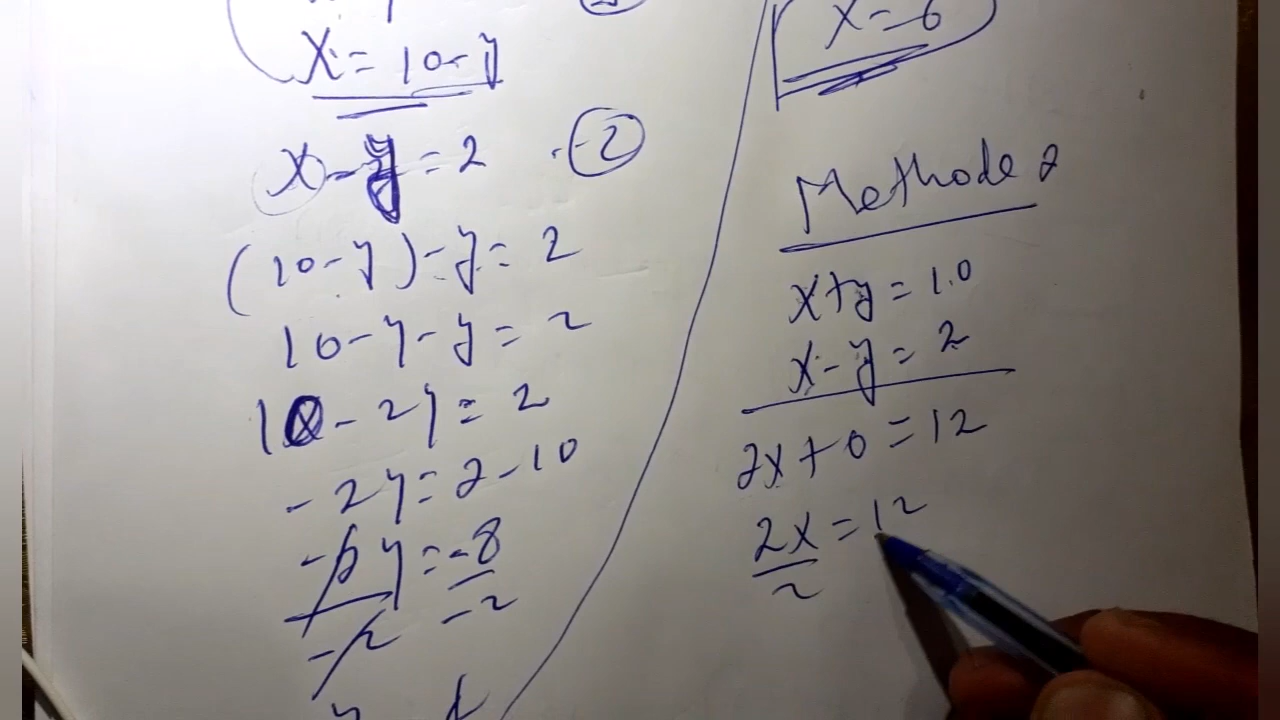 x = 10-y
x - y = 2 -②
(10-y)-y = 2
10-y-y = 2
10 - 2y = 2
-2y = 2-10
-2y = -8
-2 -2
x = 6
Methode 2
x+y = 10
x-y = 2
2x + 0 = 12
2x = 12
2